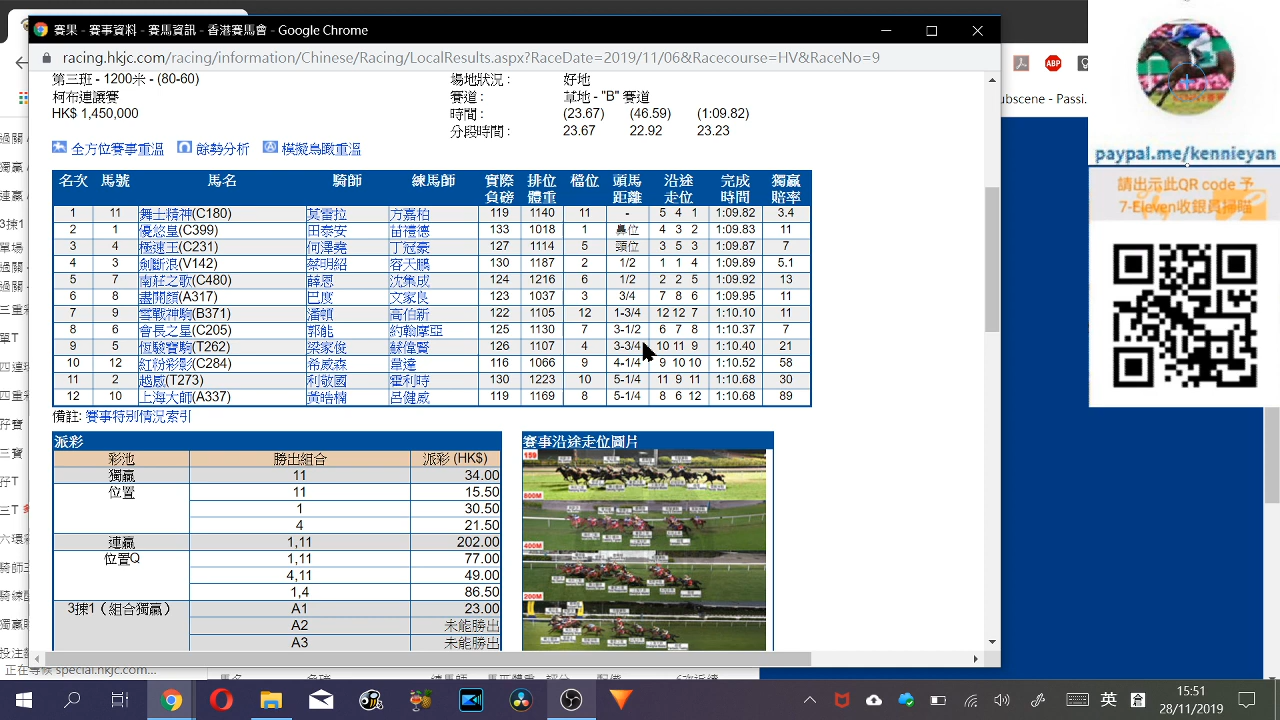 賽果 - 賽事資料 - 賽馬資訊 - 香港賽馬會 - Google Chrome
racing.hkjc.com/racing/information/Chinese/Racing/LocalResults.aspx?RaceDate=2019/11/06&Racecourse=HV&RaceNo=9
ABP
ubscene - Passi...
第三班 - 1200米 - (80-60) 場地狀況 : 好地
柯布連讓賽 賽道 : 草地 - "B" 賽道
HK$ 1,450,000 時間 : (23.67) (46.59) (1:09.82)
分段時間 : 23.67 22.92 23.23
全方位賽事重溫 餘勢分析 模擬鳥瞰重溫
paypal.me/kennieyan
請出示此QR code 予
7-Eleven收銀員掃瞄
名次 馬號 馬名 騎師 練馬師 實際負磅 排位體重 檔位 頭馬距離 沿途走位 完成時間 獨贏賠率
1 11 舞士精神(C180) 莫雷拉 方嘉柏 119 1140 11 - 5 4 1 1:09.82 3.4
2 1 優悠星(C399) 田泰安 苗禮德 133 1018 1 鼻位 4 3 2 1:09.83 11
3 4 極速王(C231) 何澤堯 丁冠豪 127 1114 5 頭位 3 5 3 1:09.87 7
4 3 劍斷浪(V142) 蔡明紹 容天鵬 130 1187 2 1/2 1 1 4 1:09.89 5.1
5 7 南莊之歌(C480) 薛恩 沈集成 124 1216 6 1/2 2 2 5 1:09.92 13
6 8 盡開顏(A317) 巴度 文家良 123 1037 3 3/4 7 8 6 1:09.95 11
7 9 雪戰神駒(B371) 潘頓 高伯新 122 1105 12 1-3/4 12 12 7 1:10.10 11
8 6 會長之星(C205) 郭能 約翰摩亞 125 1130 7 3-1/2 6 7 8 1:10.37 7
9 5 恆駿寶駒(T262) 梁家俊 蘇偉賢 126 1107 4 3-3/4 10 11 9 1:10.40 21
10 12 紅粉彩影(C284) 希威森 韋達 116 1066 9 4-1/4 9 10 10 1:10.52 58
11 2 越威(T273) 利敬國 霍利時 130 1223 10 5-1/4 11 9 11 1:10.68 30
12 10 上海大師(A337) 黃皓楠 呂健威 119 1169 8 5-1/4 8 6 12 1:10.68 89
備註: 賽事特別情況索引
派彩 賽事沿途走位圖片
彩池 勝出組合 派彩 (HK$)
獨贏 11 34.00
位置 11 15.50
1 30.50
4 21.50
連贏 1,11 202.00
位置Q 1,11 77.00
4,11 49.00
1,4 86.50
3揀1（組合獨贏） A1 23.00
A2 未能勝出
A3 未能勝出
159
800M
400M
200M
正在等候 special.hkjc.com...
英
15:51
28/11/2019